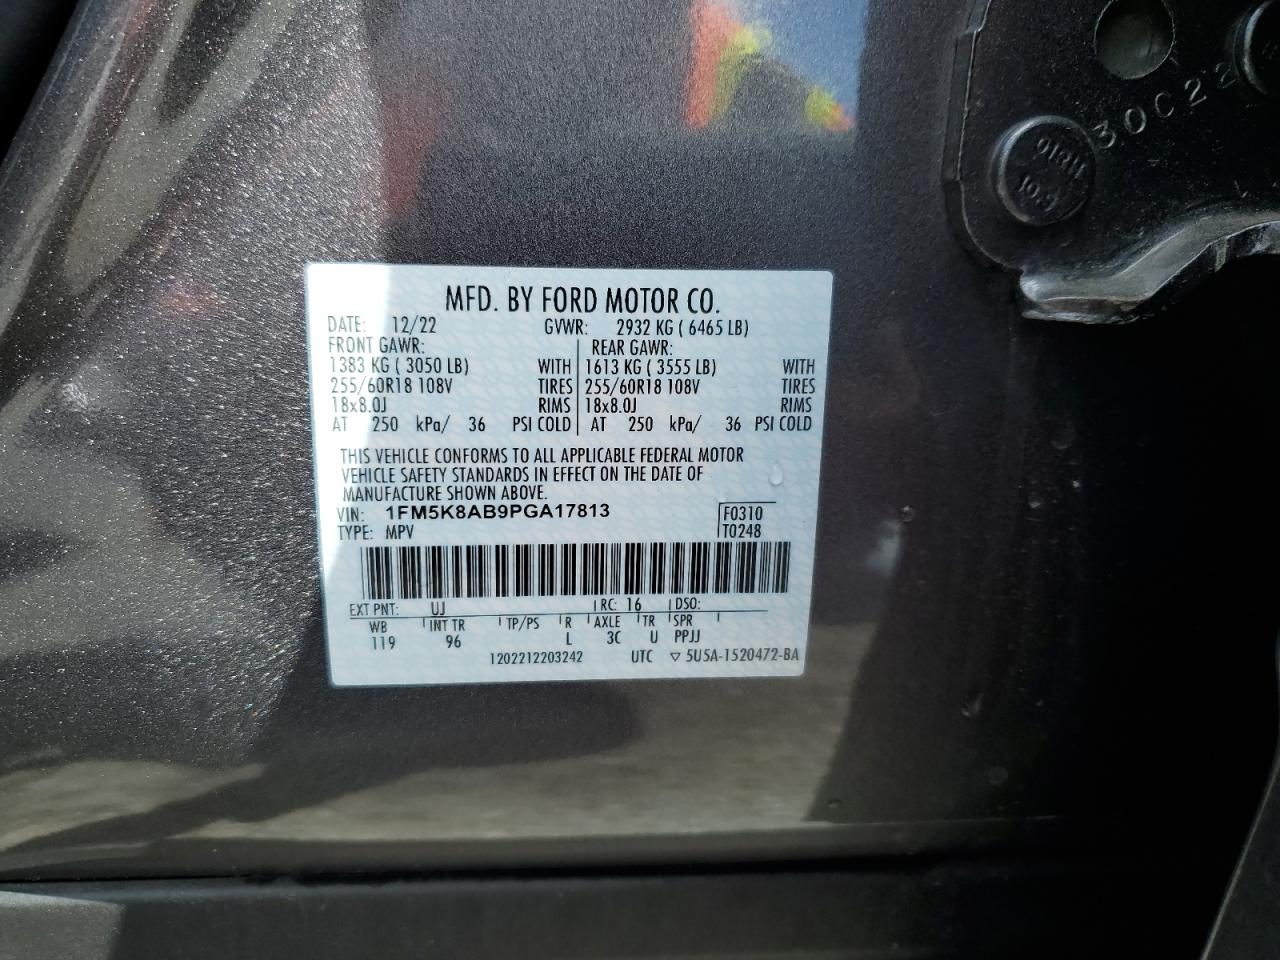 30C22
MFD. BY FORD MOTOR CO.
DATE: 12/22 GVWR: 2932 KG ( 6465 LB)
FRONT GAWR: REAR GAWR:
1383 KG ( 3050 LB) WITH 1613 KG ( 3555 LB) WITH
255/60R18 108V TIRES 255/60R18 108V TIRES
18x8.0J RIMS 18x8.0J RIMS
AT 250 kPa/ 36 PSI COLD AT 250 kPa/ 36 PSI COLD
THIS VEHICLE CONFORMS TO ALL APPLICABLE FEDERAL MOTOR
VEHICLE SAFETY STANDARDS IN EFFECT ON THE DATE OF
MANUFACTURE SHOWN ABOVE.
VIN: 1FM5K8AB9PGA17813 F0310
TYPE: MPV T0248
EXT PNT: UJ RC: 16 DSO:
WB INT TR TP/PS R AXLE TR SPR
119 96 L 3C U PPJJ
1202212203242 UTC ▽ 5U5A-1520472-BA